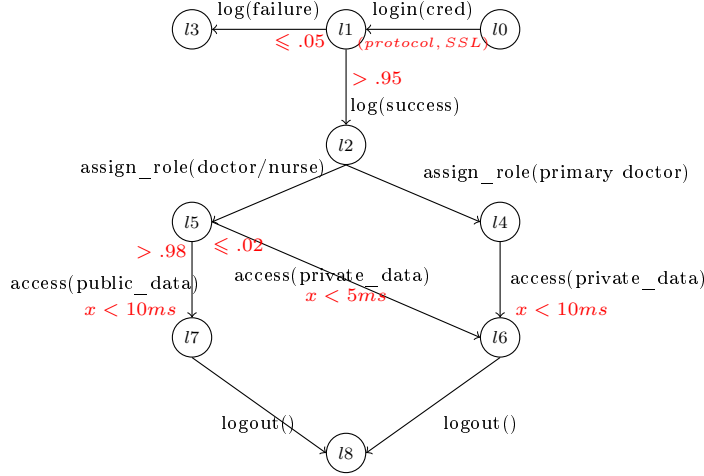 log(failure)
login(cred)
l3
l1
l0
⩽ .05
(protocol, SSL)
> .95
log(success)
l2
assign_role(doctor/nurse)
assign_role(primary doctor)
l5
l4
> .98
⩽ .02
access(public_data)
access(private_data)
access(private_data)
x < 10ms
x < 5ms
x < 10ms
l7
l6
logout()
logout()
l8